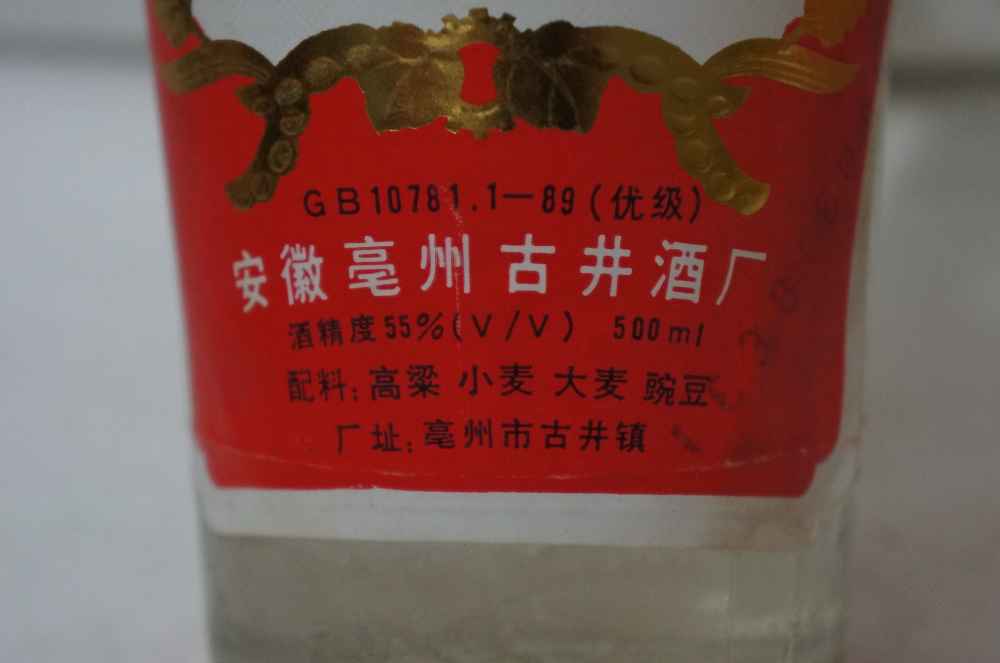 GB10781.1—89(优级)
安徽亳州古井酒厂
酒精度55%(V/V) 500ml
配料:高梁 小麦 大麦 豌豆
厂址:亳州市古井镇